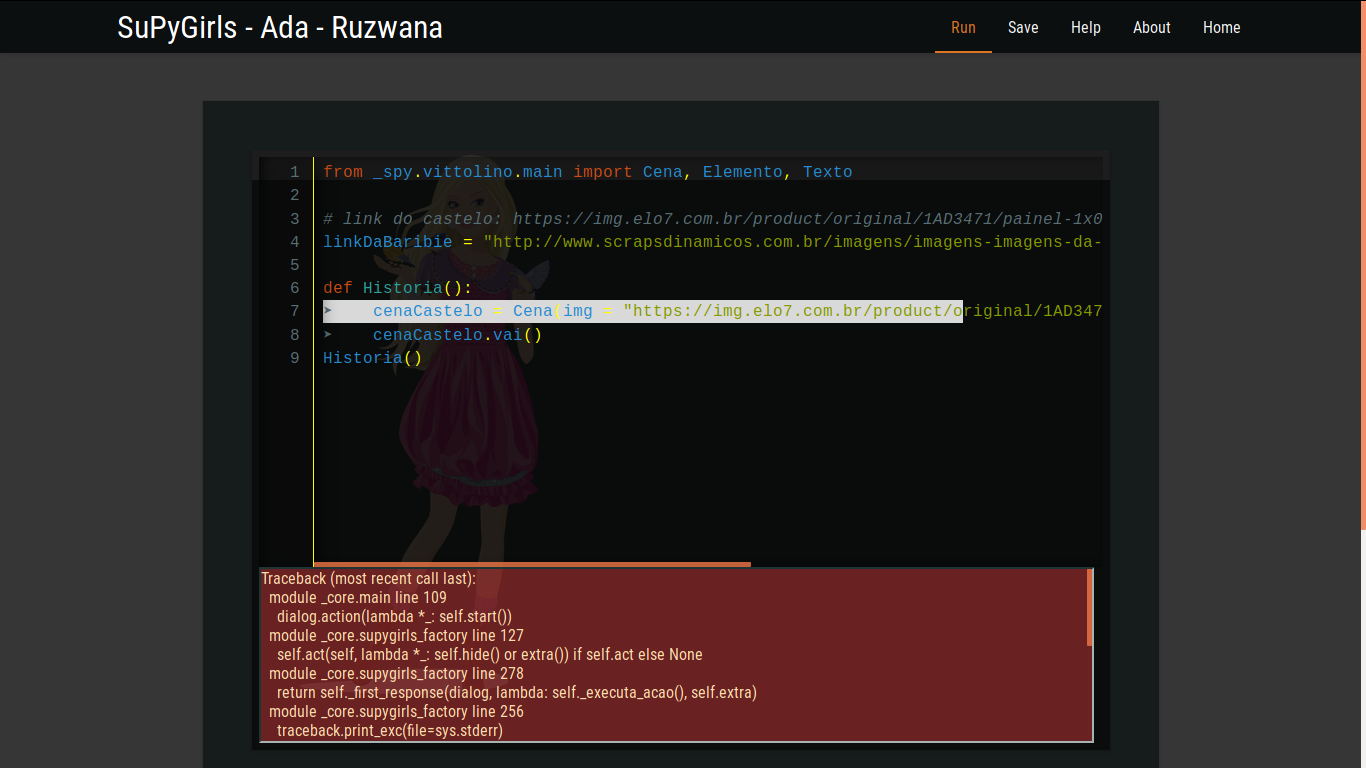 SuPyGirls - Ada - Ruzwana
Run Save Help About Home
1 from _spy.vittolino.main import Cena, Elemento, Texto
2
3 # link do castelo: https://img.elo7.com.br/product/original/1AD3471/painel-1x0
4 linkDaBaribie = "http://www.scrapsdinamicos.com.br/imagens/imagens-imagens-da-
5
6 def Historia():
7 cenaCastelo = Cena(img = "https://img.elo7.com.br/product/original/1AD347
8 cenaCastelo.vai()
9 Historia()
Traceback (most recent call last):
module _core.main line 109
dialog.action(lambda *_: self.start())
module _core.supygirls_factory line 127
self.act(self, lambda *_: self.hide() or extra()) if self.act else None
module _core.supygirls_factory line 278
return self._first_response(dialog, lambda: self._executa_acao(), self.extra)
module _core.supygirls_factory line 256
traceback.print_exc(file=sys.stderr)